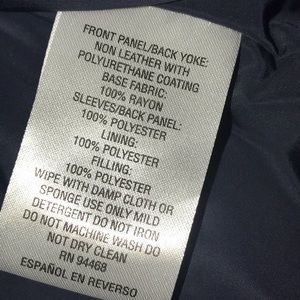 FRONT PANEL/BACK YOKE:
NON LEATHER WITH
POLYURETHANE COATING
BASE FABRIC:
100% RAYON
SLEEVES/BACK PANEL:
100% POLYESTER
LINING:
100% POLYESTER
FILLING:
100% POLYESTER
WIPE WITH DAMP CLOTH OR
SPONGE USE ONLY MILD
DETERGENT DO NOT IRON
DO NOT MACHINE WASH DO
NOT DRY CLEAN
RN 94468
ESPAÑOL EN REVERSO